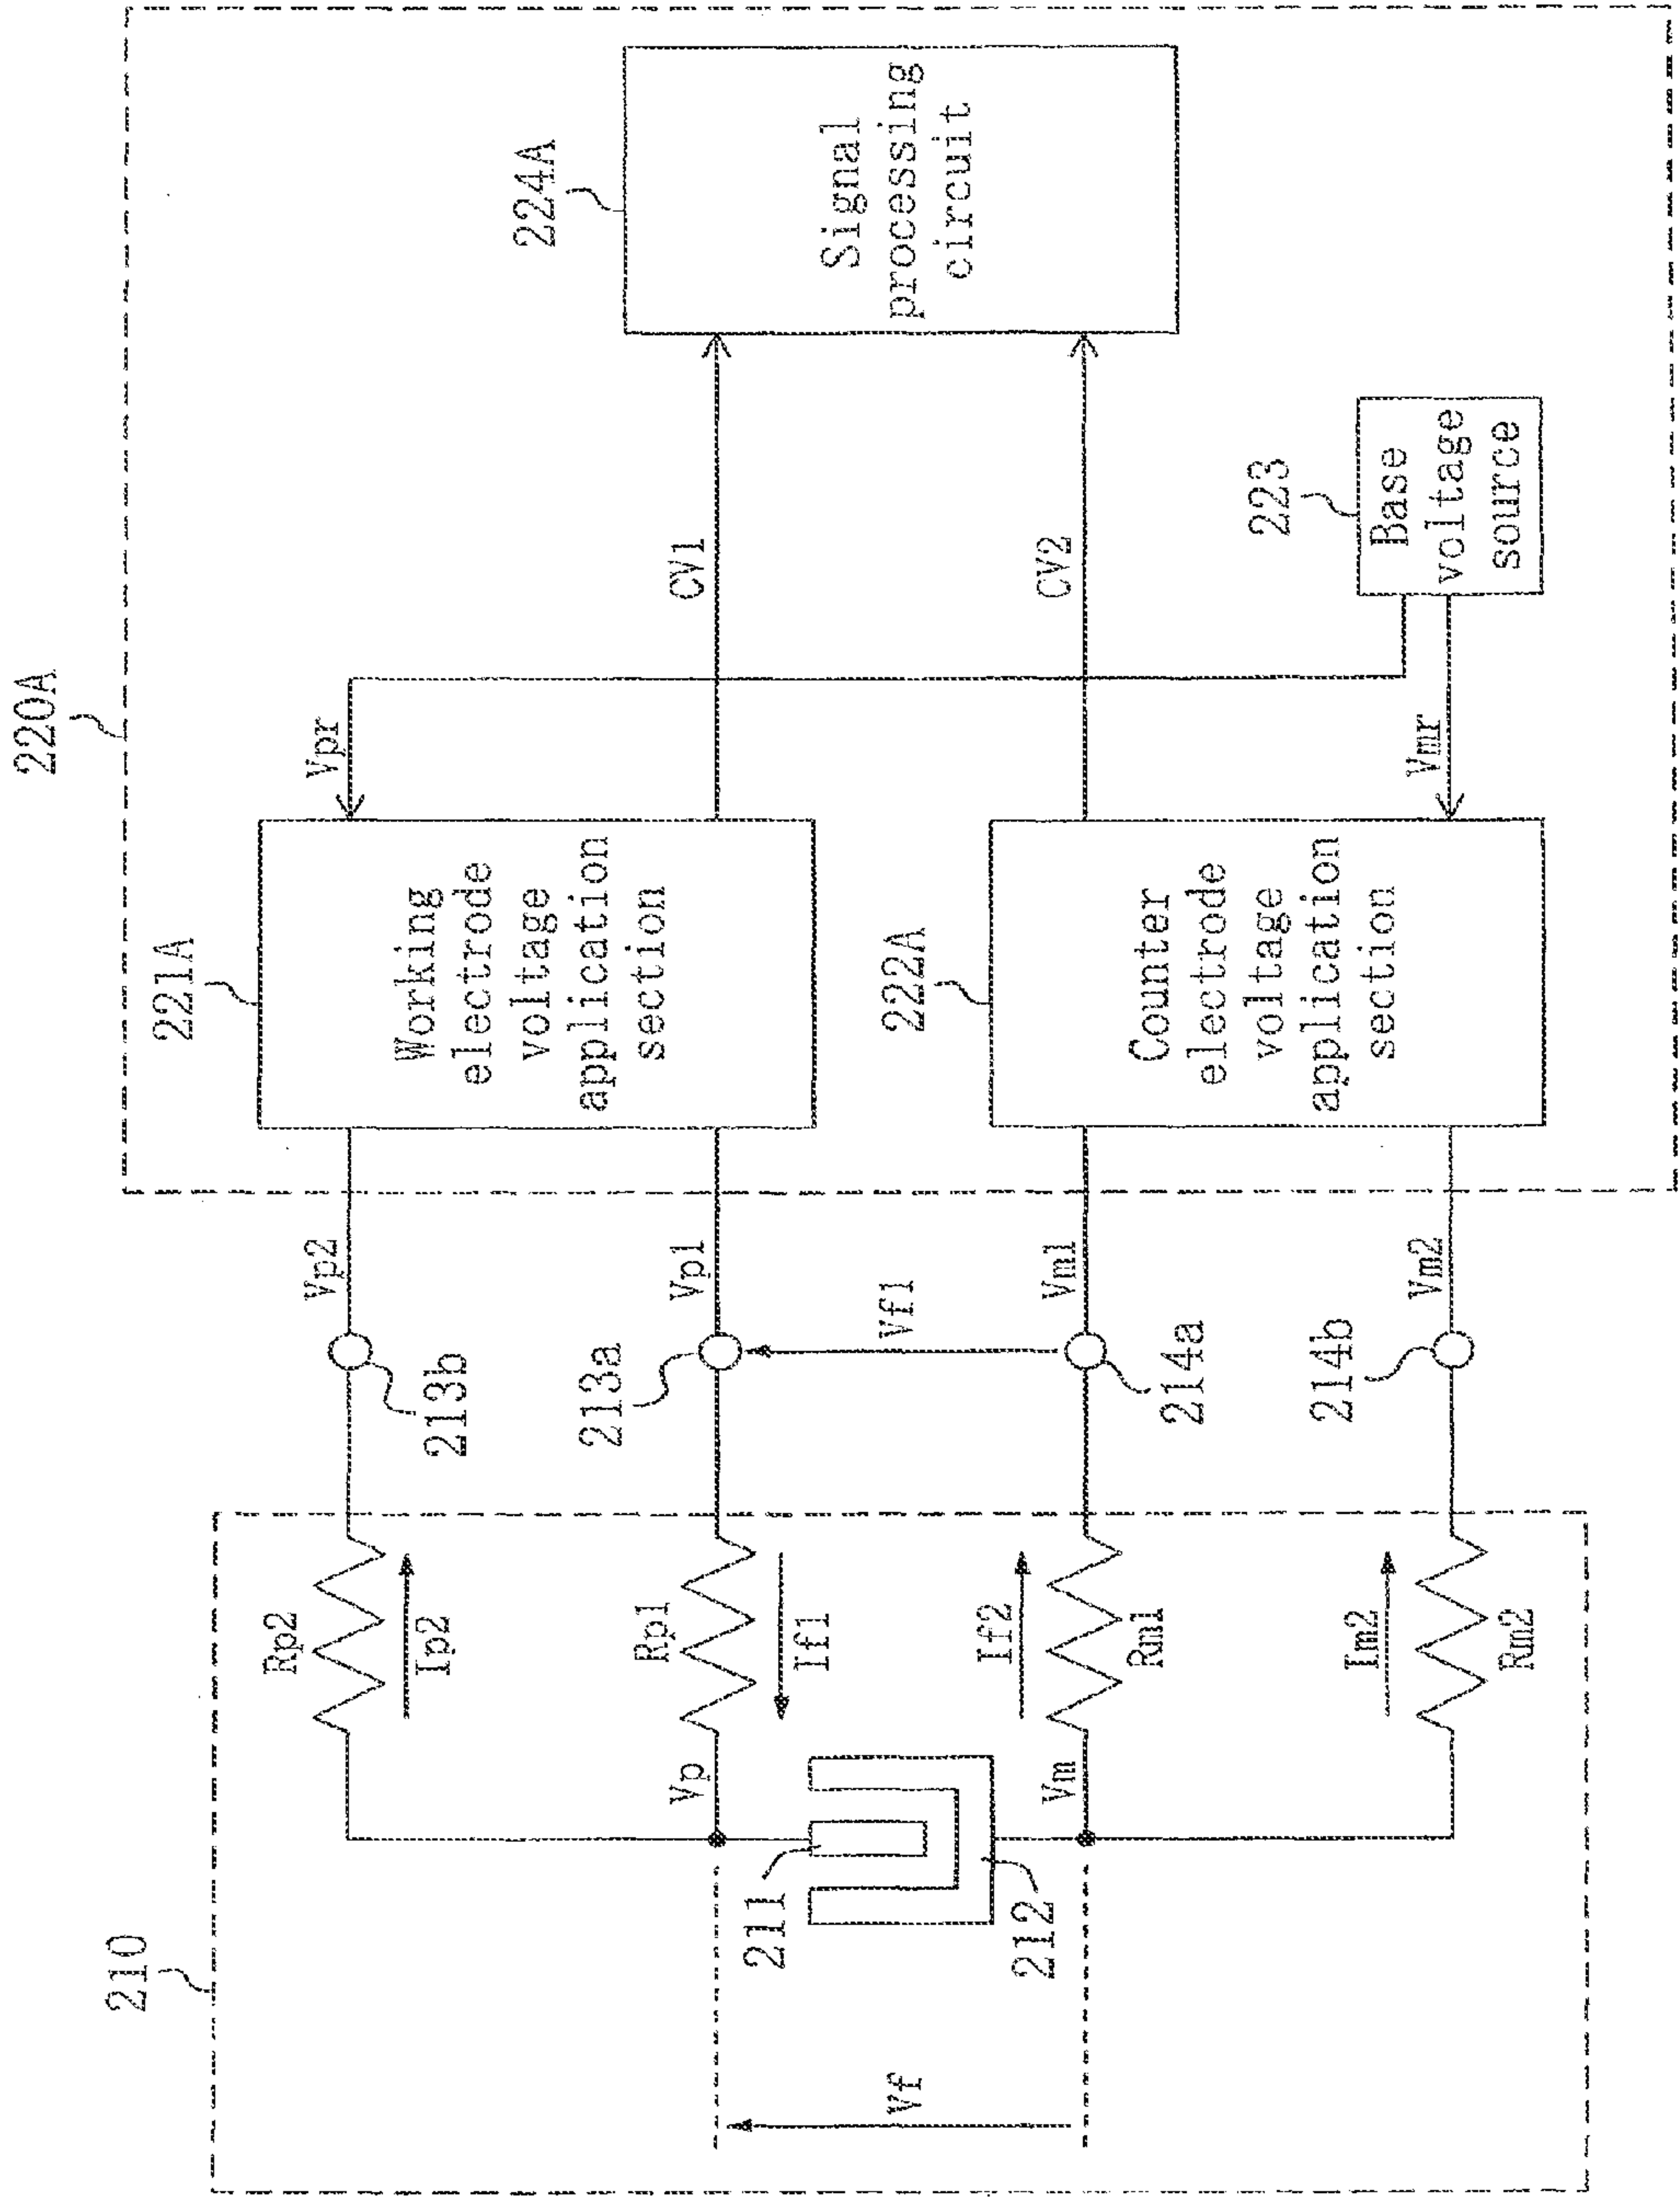 220A
224A
Signal
processing
circuit
CV1
CV2
223
Base
voltage
source
Vpr
Vmr
221A
Working
electrode
voltage
application
section
222A
Counter
electrode
voltage
application
section
Vp2
Vp1
Vm1
Vm2
Vf1
213b
213a
214a
214b
210
Rp2
Ip2
Rp1
If1
If2
Rm1
Im2
Rm2
Vp
Vm
211
212
Vf